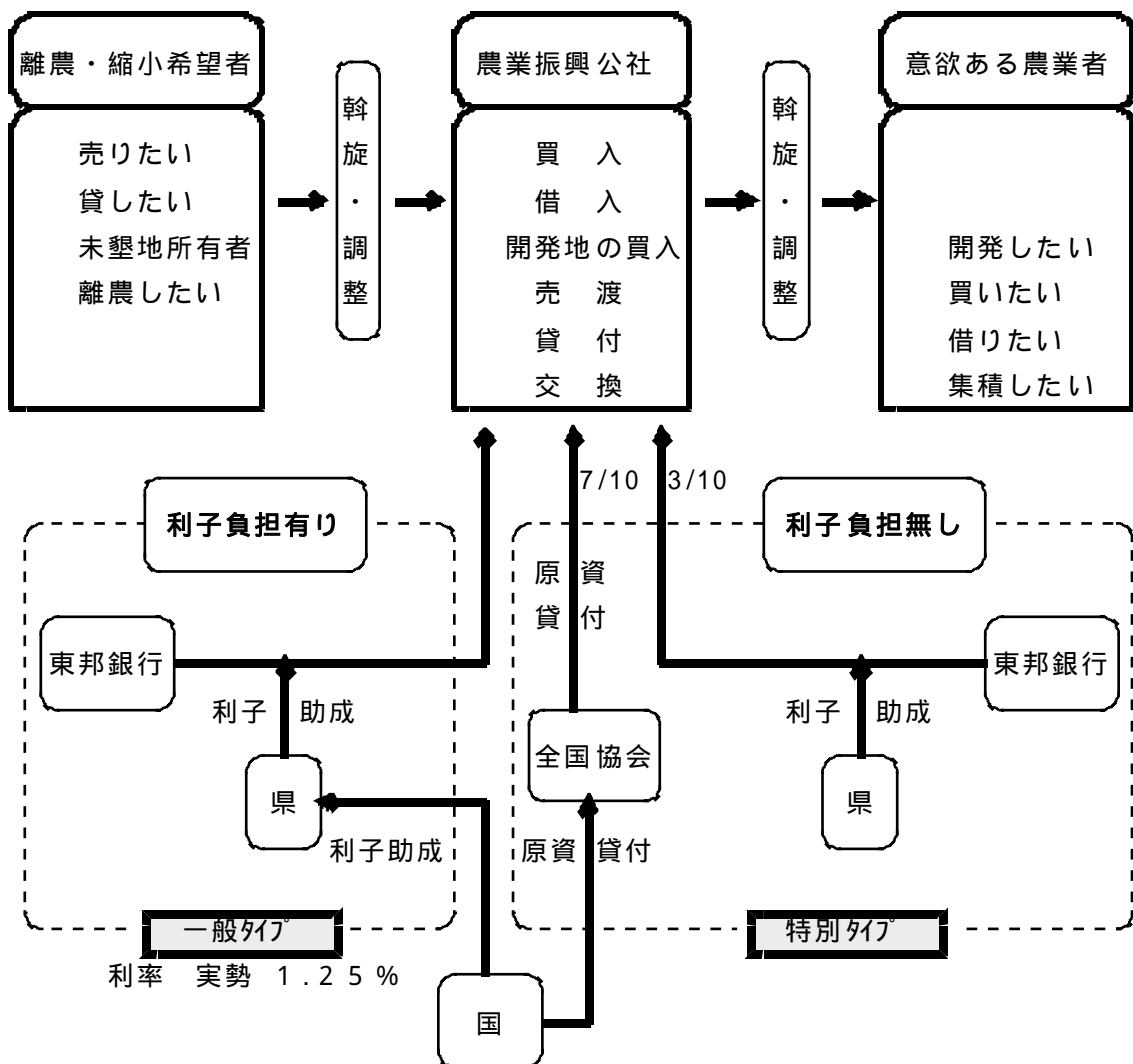 離農・縮小希望者
売りたい
貸したい
未墾地所有者
離農したい
斡旋・調整
農業振興公社
買　入
借　入
開発地の買入
売　渡
貸　付
交　換
斡旋・調整
意欲ある農業者
開発したい
買いたい
借りたい
集積したい
7/10
3/10
利子負担有り
東邦銀行
利子　助成
県
利子助成
一般ﾀｲﾌﾟ
利率　実勢　1.25%
利子負担無し
原　資
貸　付
全国協会
原資　貸付
東邦銀行
利子　助成
県
特別ﾀｲﾌﾟ
国